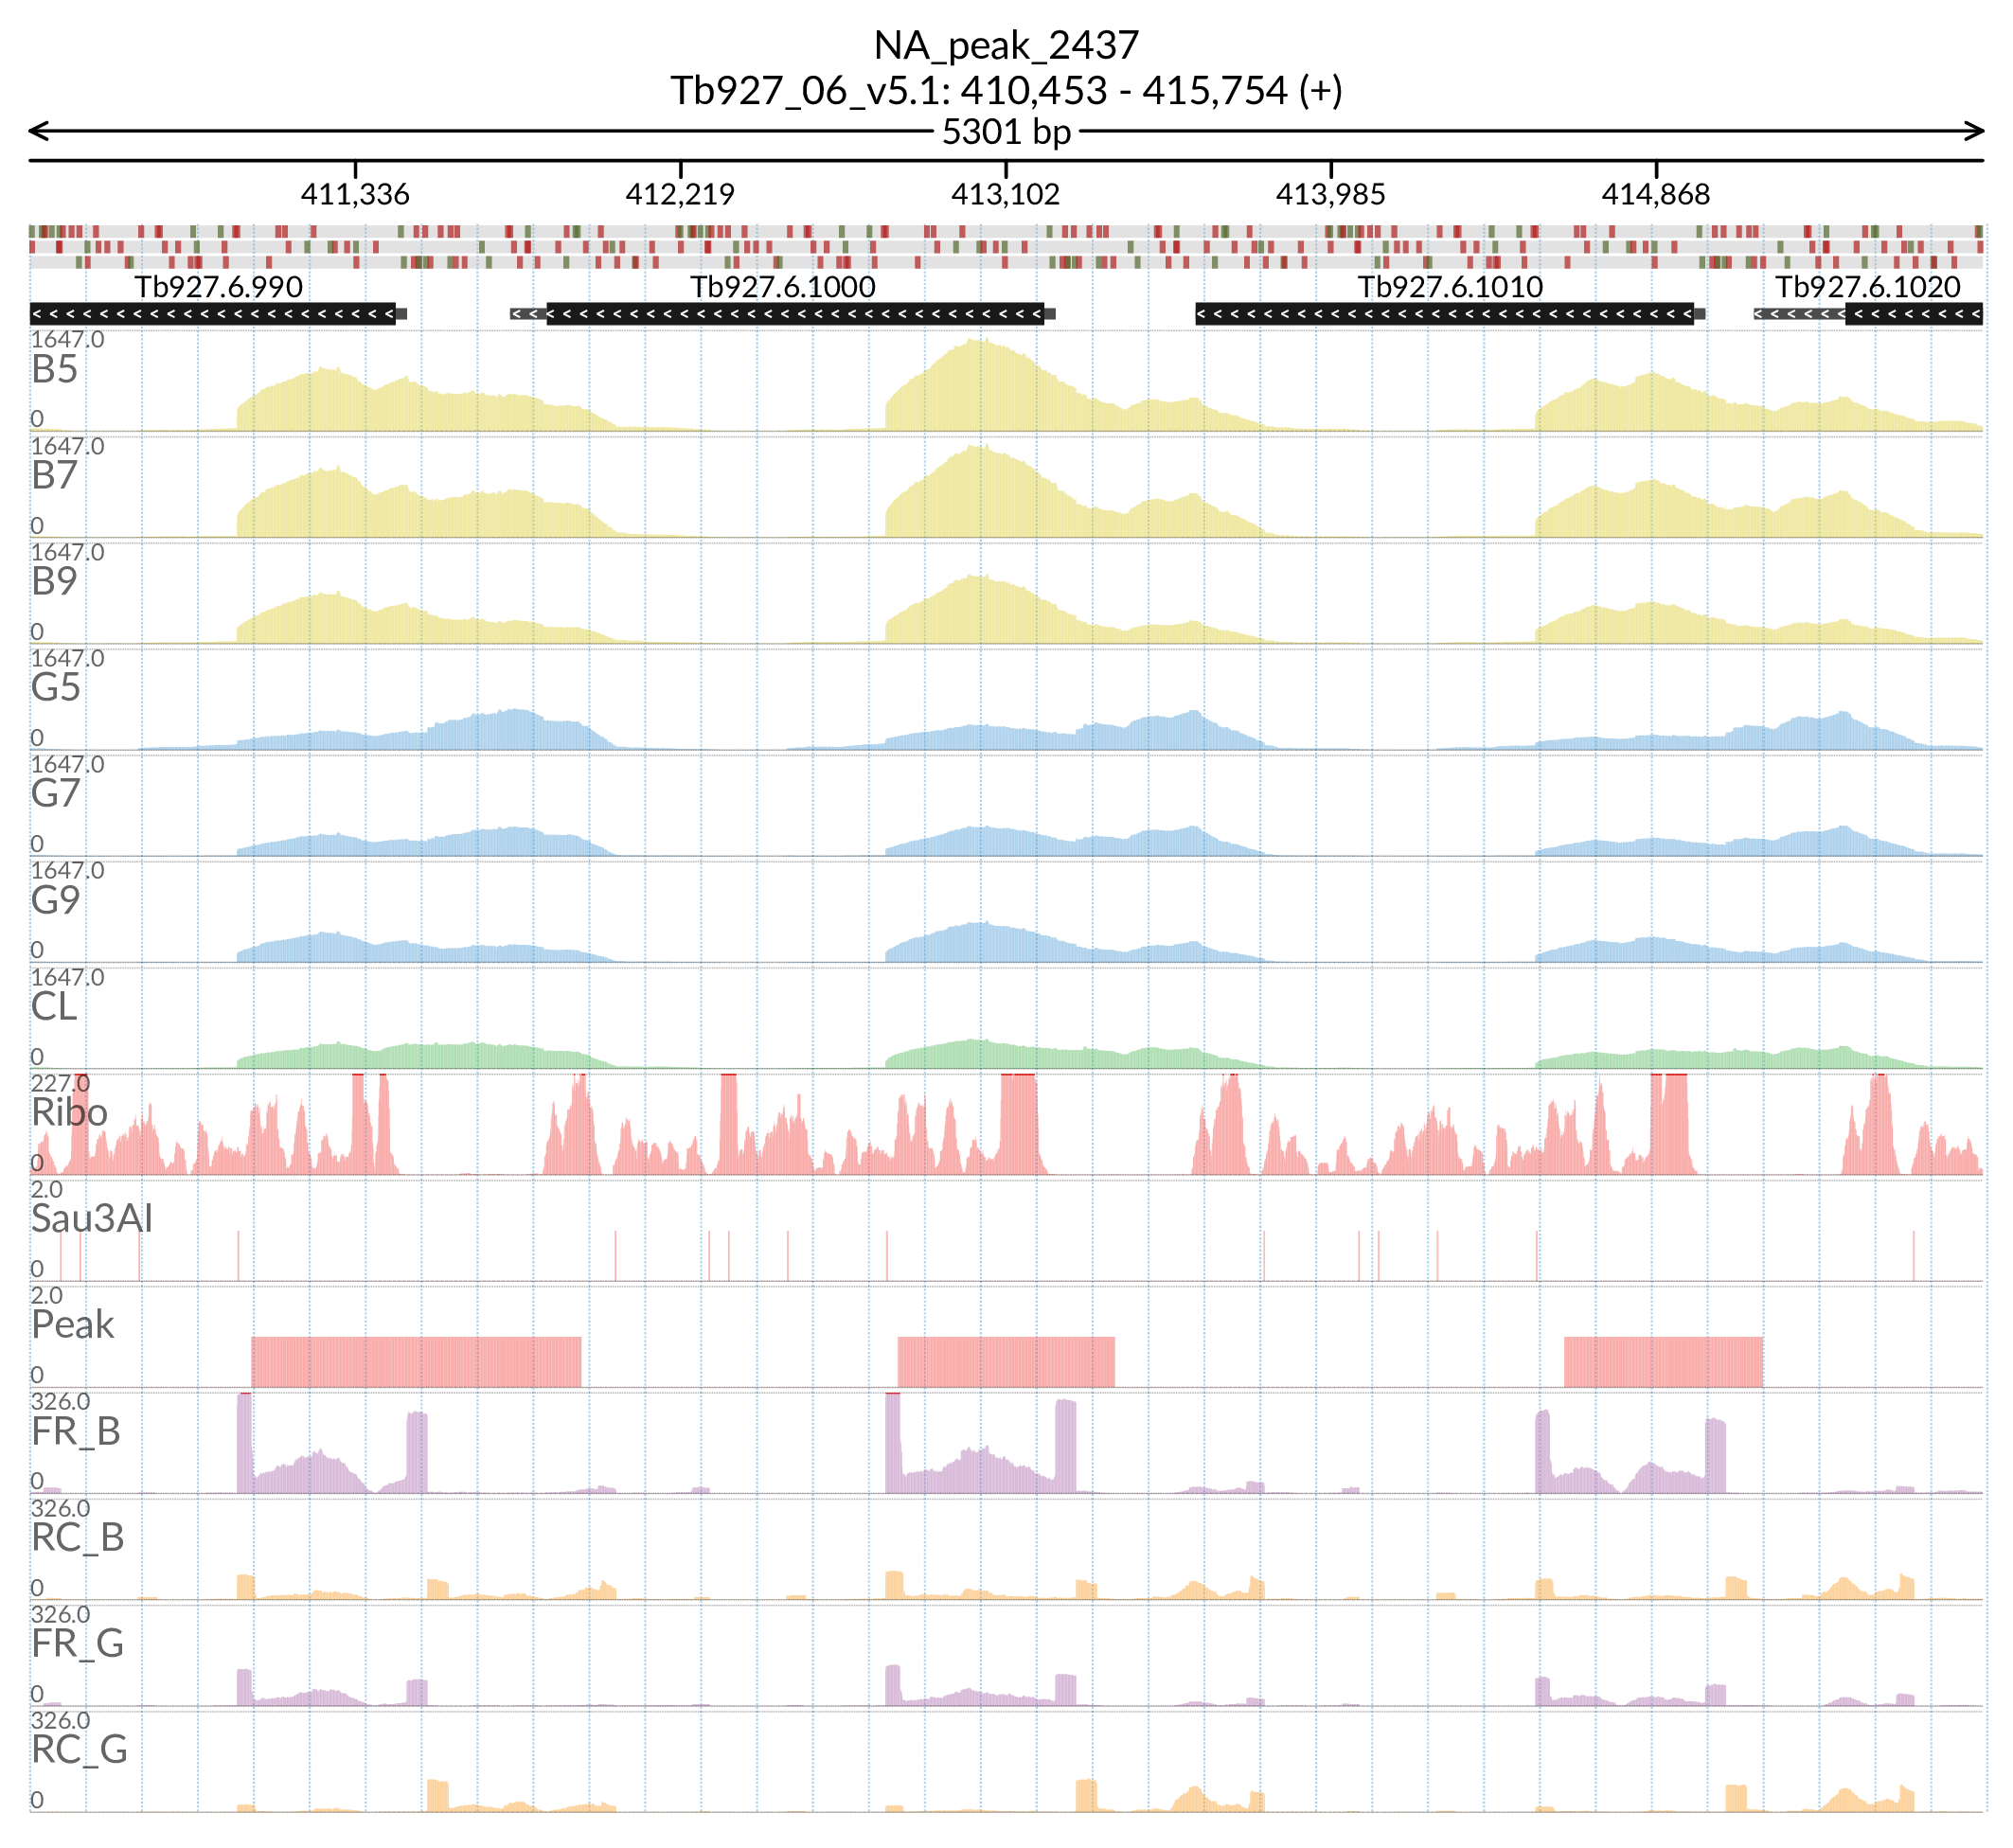 NA_peak_2437
Tb927_06_v5.1: 410,453 - 415,754 (+)
5301 bp
411,336 412,219 413,102 413,985 414,868
Tb927.6.990 Tb927.6.1000 Tb927.6.1010 Tb927.6.1020
1647.0
B5
0
1647.0
B7
0
1647.0
B9
0
1647.0
G5
0
1647.0
G7
0
1647.0
G9
0
1647.0
CL
0
227.0
Ribo
0
2.0
Sau3AI
0
2.0
Peak
0
326.0
FR_B
0
326.0
RC_B
0
326.0
FR_G
0
326.0
RC_G
0